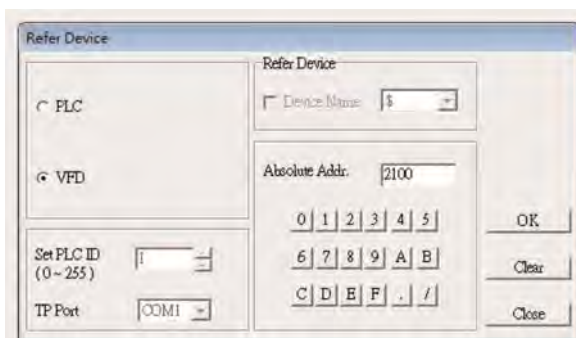 Refer Device
PLC
VFD
Set PLC ID
(0~255)
1
TP Port
COM1
Refer Device
Device Name
$
Absolute Addr.
2100
0 1 2 3 4 5
6 7 8 9 A B
C D E F . /
OK
Clear
Close